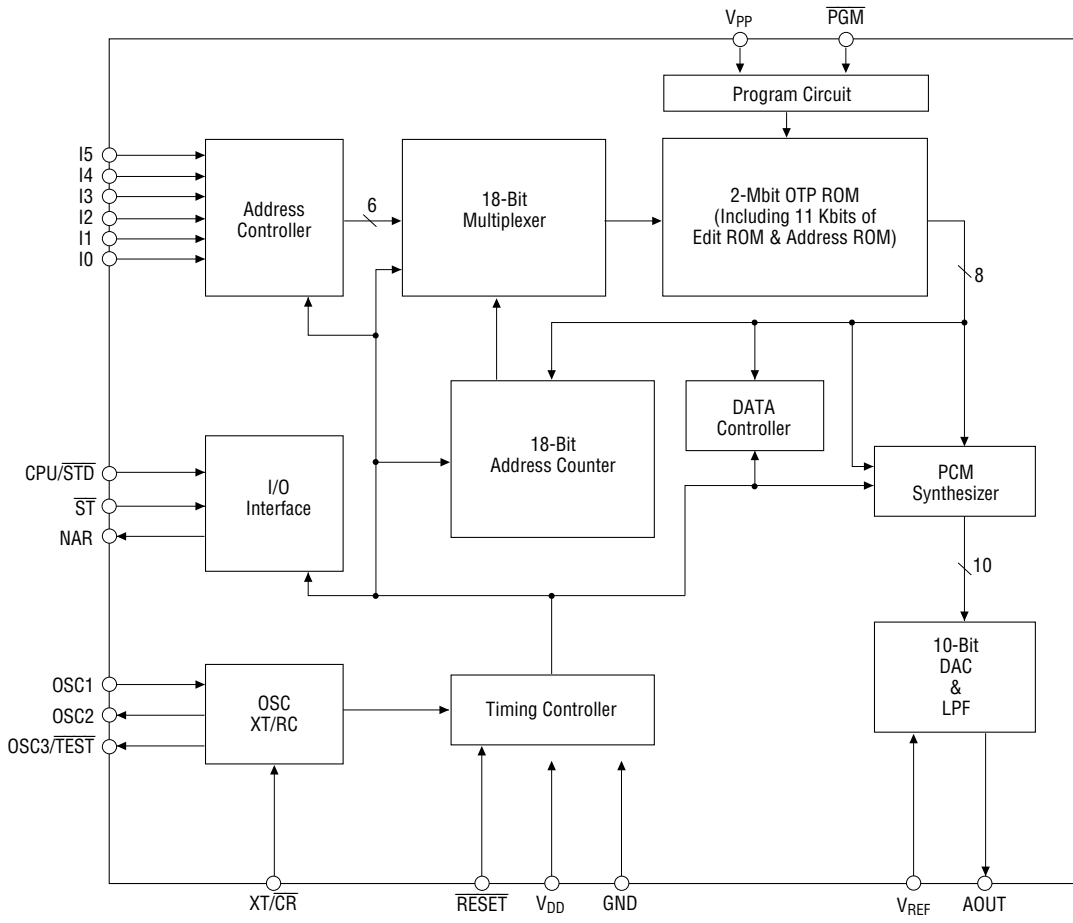 VPP
PGM
Program Circuit
I5
I4
I3
I2
I1
I0
Address
Controller
6
18-Bit
Multiplexer
2-Mbit OTP ROM
(Including 11 Kbits of
Edit ROM & Address ROM)
8
18-Bit
Address Counter
DATA
Controller
PCM
Synthesizer
CPU/STD
ST
NAR
I/O
Interface
10
OSC1
OSC2
OSC3/TEST
OSC
XT/RC
Timing Controller
10-Bit
DAC
&
LPF
XT/CR
RESET
VDD
GND
VREF
AOUT